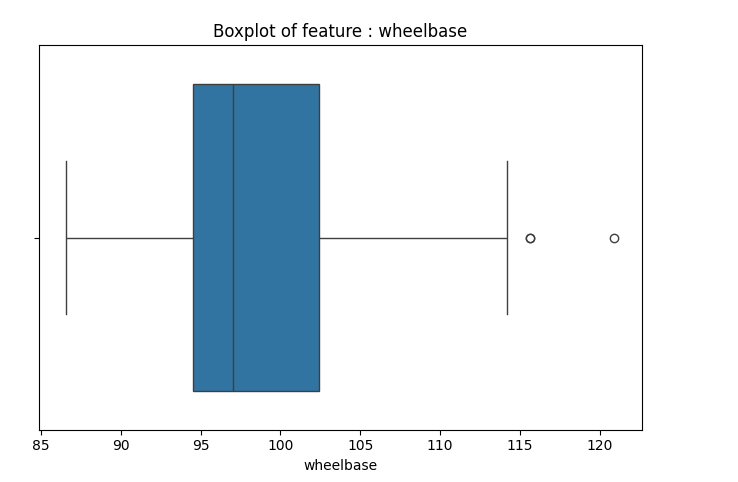 Boxplot of feature : wheelbase
85 90 95 100 105 110 115 120
wheelbase